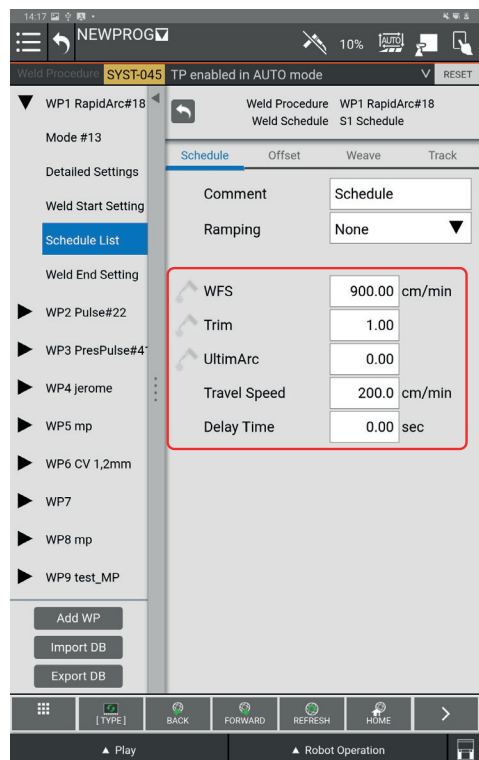 14:17
NEWPROG
10%
AUTO
Weld Procedure SYST-045 TP enabled in AUTO mode RESET
WP1 RapidArc#18
Mode #13
Detailed Settings
Weld Start Setting
Schedule List
Weld End Setting
WP2 Pulse#22
WP3 PresPulse#4
WP4 jerome
WP5 mp
WP6 CV 1,2mm
WP7
WP8 mp
WP9 test_MP
Add WP
Import DB
Export DB
Weld Procedure WP1 RapidArc#18
Weld Schedule S1 Schedule
Schedule Offset Weave Track
Comment Schedule
Ramping None
WFS 900.00 cm/min
Trim 1.00
UltimArc 0.00
Travel Speed 200.0 cm/min
Delay Time 0.00 sec
[ TYPE ] BACK FORWARD REFRESH HOME
Play Robot Operation